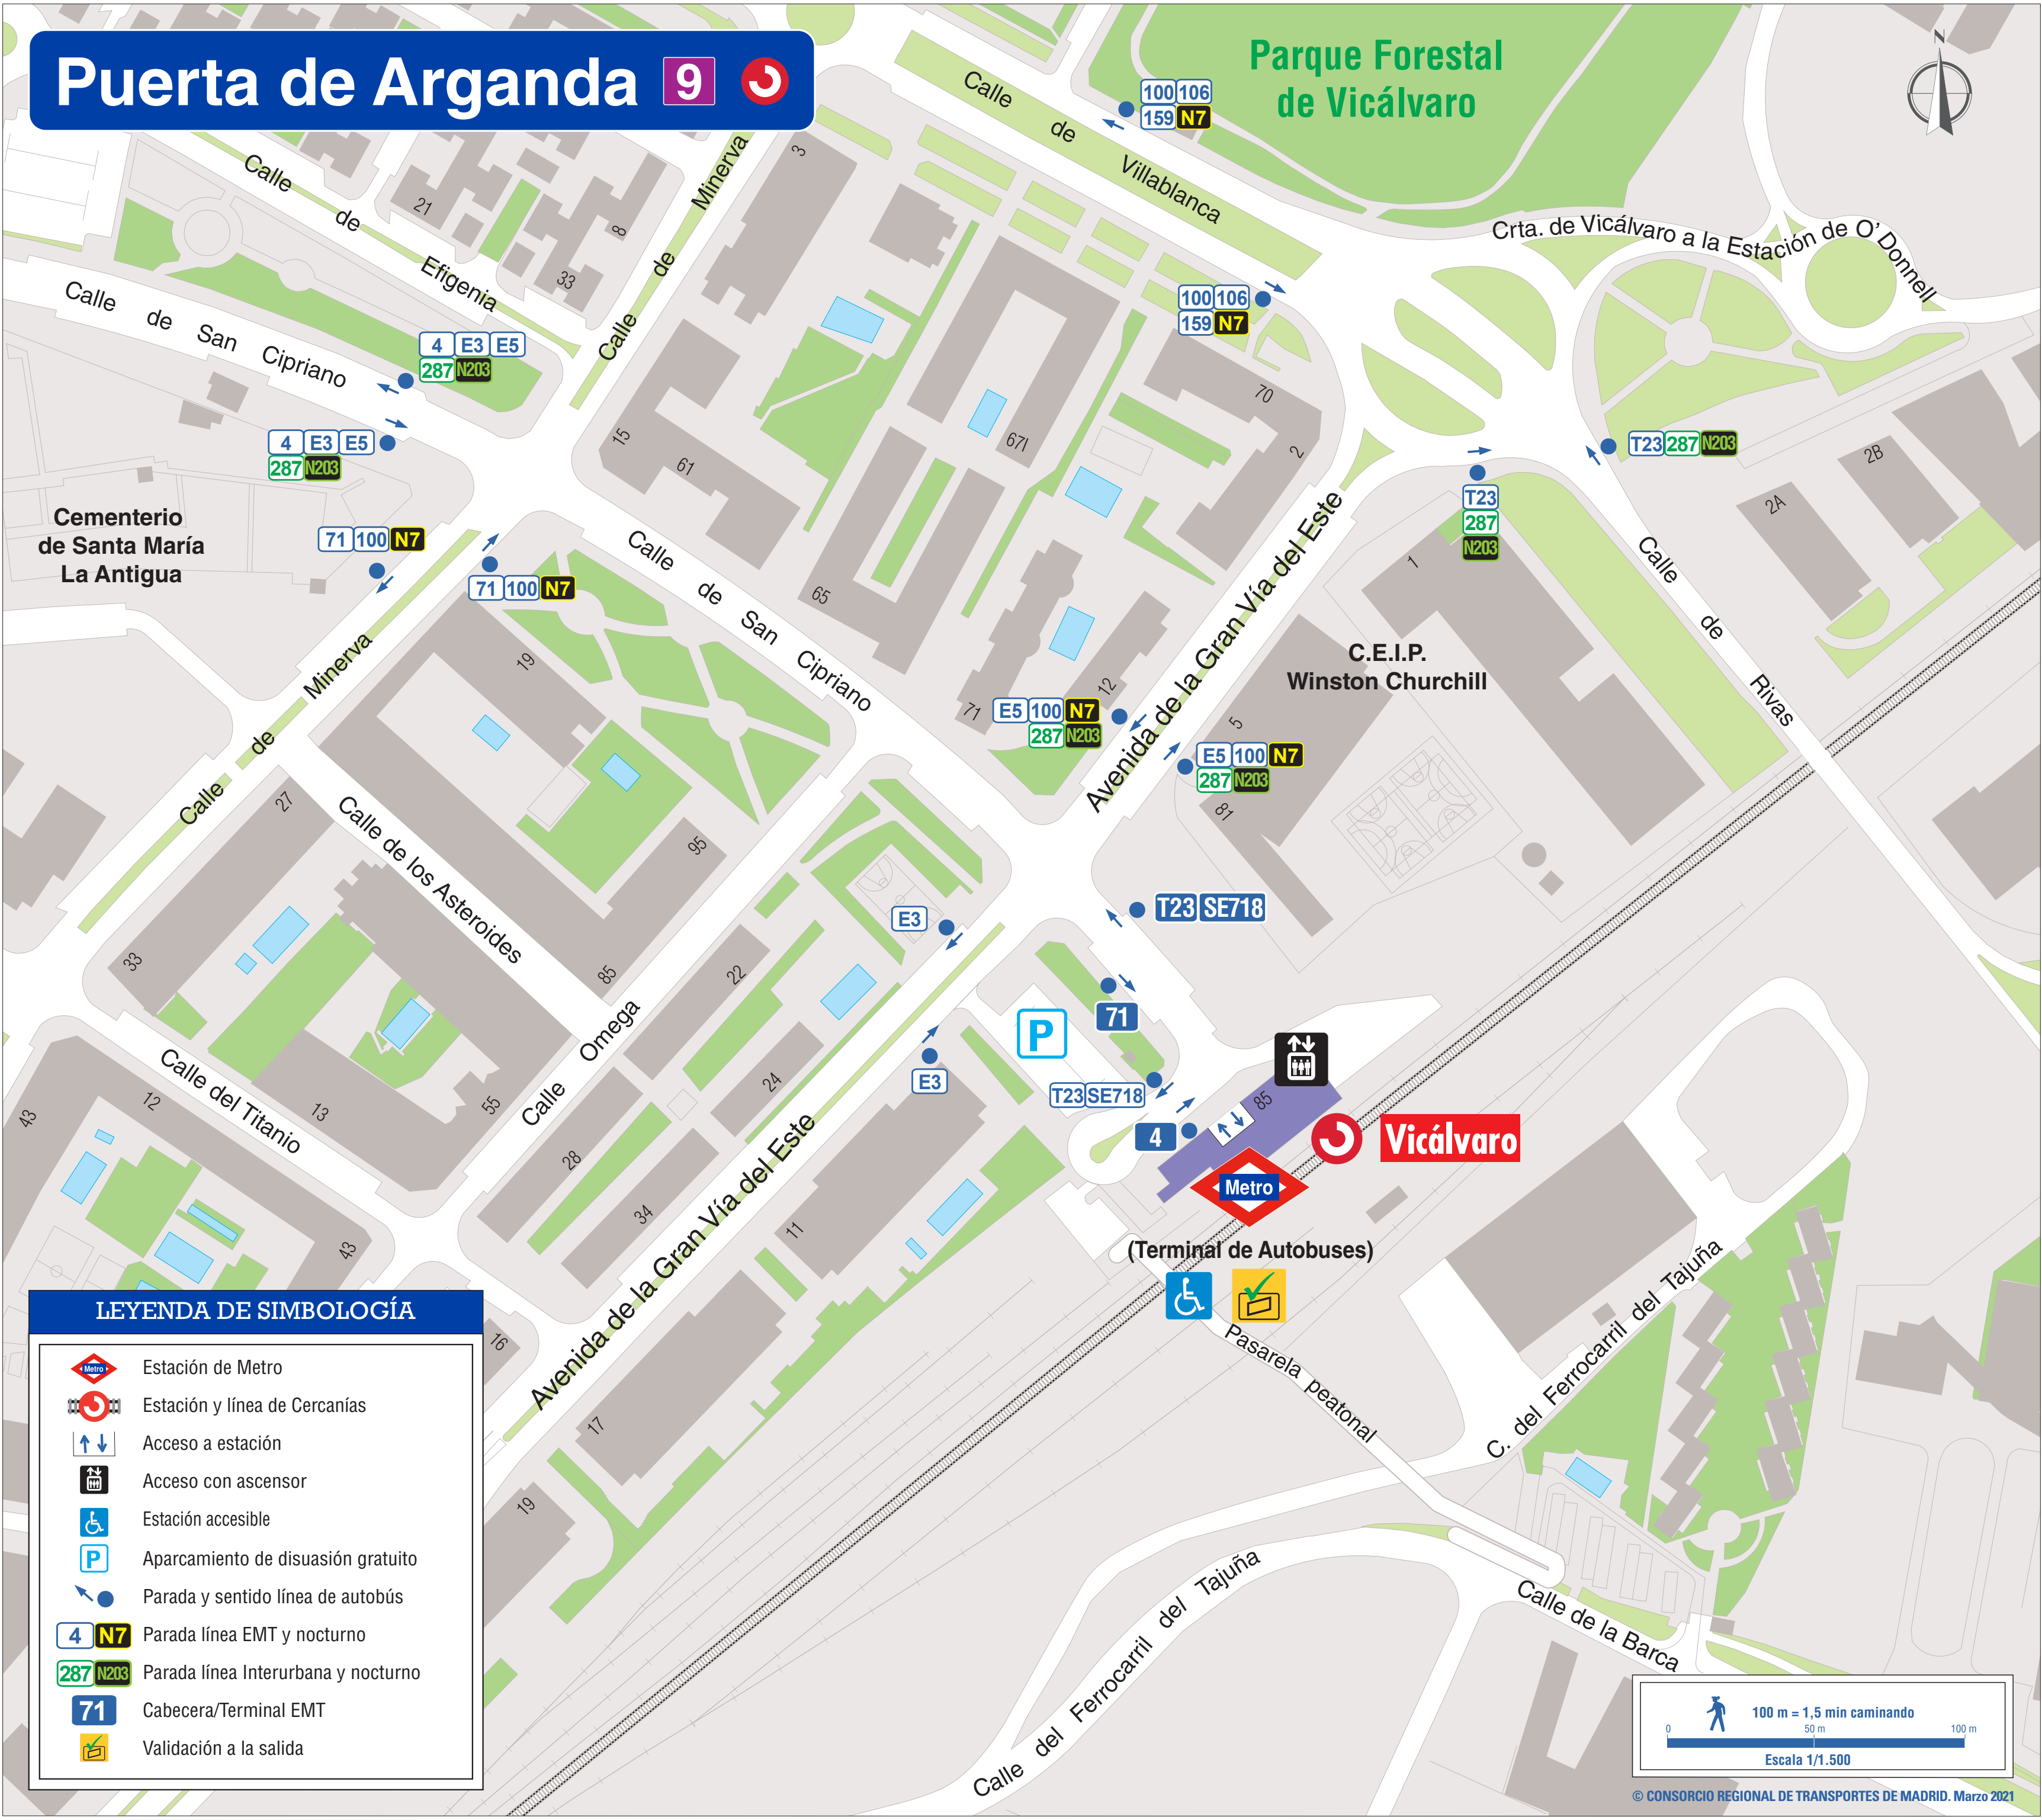 Puerta de Arganda 9
Parque Forestal
de Vicálvaro
N
Calle de Villablanca
100 106
159 N7
Crta. de Vicálvaro a la Estación de O' Donnell
Calle de Efigenia
21
8
33
Calle de Minerva
3
Calle de San Cipriano
4 E3 E5
287 N203
4 E3 E5
287 N203
100 106
159 N7
70
2
15
61
67I
65
T23 287 N203
2B
2A
T23
287
N203
1
Cementerio
de Santa María
La Antigua
71 100 N7
71 100 N7
Calle de San Cipriano
Avenida de la Gran Vía del Este
Calle de Rivas
C.E.I.P.
Winston Churchill
Calle de Minerva
19
71
12
E5 100 N7
287 N203
5
E5 100 N7
287 N203
81
27
Calle de los Asteroides
95
85
33
T23 SE718
E3
22
71
P
Calle Omega
E3
24
T23 SE718
4
85
Vicálvaro
Metro
(Terminal de Autobuses)
Pasarela peatonal
Calle del Titanio
43
12
13
55
28
34
43
11
Avenida de la Gran Vía del Este
16
17
19
C. del Ferrocarril del Tajuña
Calle del Ferrocarril del Tajuña
Calle de la Barca
LEYENDA DE SIMBOLOGÍA
Metro Estación de Metro
Estación y línea de Cercanías
Acceso a estación
Acceso con ascensor
Estación accesible
P Aparcamiento de disuasión gratuito
Parada y sentido línea de autobús
4 N7 Parada línea EMT y nocturno
287 N203 Parada línea Interurbana y nocturno
71 Cabecera/Terminal EMT
Validación a la salida
100 m = 1,5 min caminando
0 50 m 100 m
Escala 1/1.500
© CONSORCIO REGIONAL DE TRANSPORTES DE MADRID. Marzo 2021